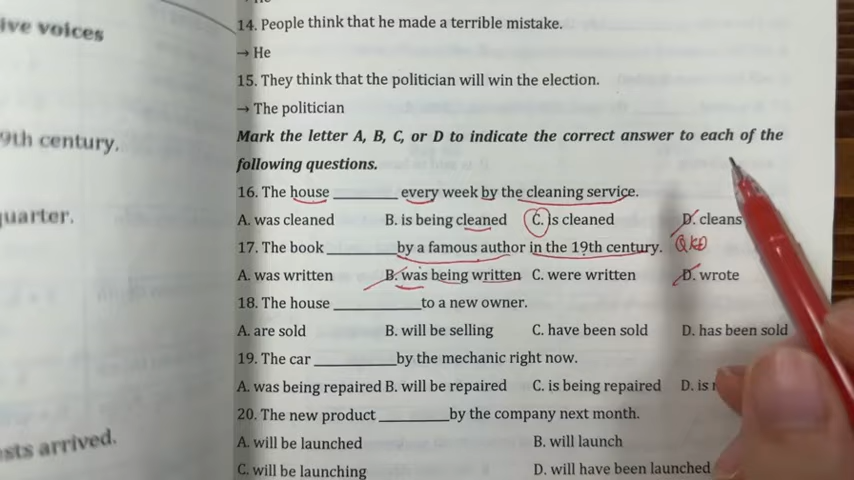 ive voices
9th century.
quarter.
ests arrived.
14. People think that he made a terrible mistake.
→ He
15. They think that the politician will win the election.
→ The politician
Mark the letter A, B, C, or D to indicate the correct answer to each of the
following questions.
16. The house ________ every week by the cleaning service.
A. was cleaned B. is being cleaned C. is cleaned D. cleans
17. The book _________ by a famous author in the 19th century. QKĐ
A. was written B. was being written C. were written D. wrote
18. The house __________ to a new owner.
A. are sold B. will be selling C. have been sold D. has been sold
19. The car _________ by the mechanic right now.
A. was being repaired B. will be repaired C. is being repaired D. is
20. The new product ________ by the company next month.
A. will be launched B. will launch
C. will be launching D. will have been launched